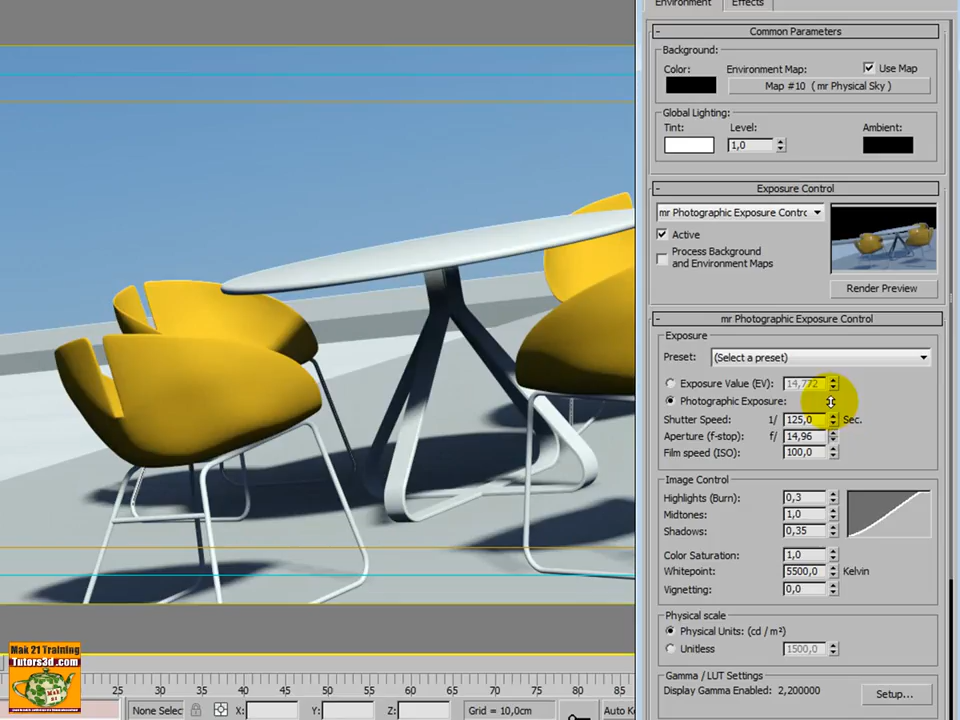 Environment
Effects
- Common Parameters
Background:
Color:
Environment Map:
Use Map
Map #10 ( mr Physical Sky )
Global Lighting:
Tint:
Level:
Ambient:
1,0
- Exposure Control
mr Photographic Exposure Contrc
Active
Process Background
and Environment Maps
Render Preview
- mr Photographic Exposure Control
Exposure
Preset: (Select a preset)
Exposure Value (EV): 14,772
Photographic Exposure:
Shutter Speed: 1/ 125,0 Sec.
Aperture (f-stop): f/ 14,96
Film speed (ISO): 100,0
Image Control
Highlights (Burn): 0,3
Midtones: 1,0
Shadows: 0,35
Color Saturation: 1,0
Whitepoint: 5500,0 Kelvin
Vignetting: 0,0
Physical scale
Physical Units: (cd / m²)
Unitless 1500,0
Gamma / LUT Settings
Display Gamma Enabled: 2,200000
Setup...
Mak 21 Training
Tutors3d.com
25 30 35 40 45 50 55 60 65 70 75 80 85
None Selec X: Y: Z: Grid = 10,0cm Auto Ke